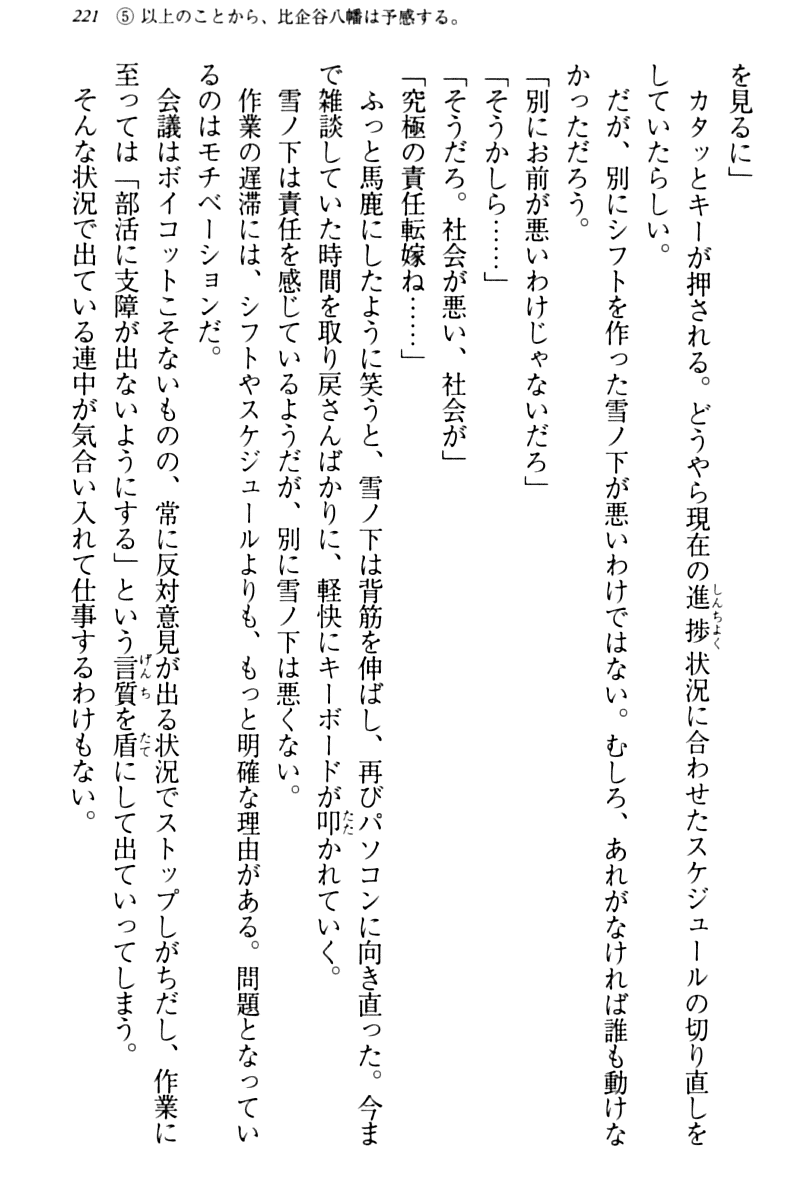 221 ⑤ 以上のことから、比企谷八幡は予感する。
を見るに」
　カタッとキーが押される。どうやら現在の進捗状況に合わせたスケジュールの切り直しを
していたらしい。
　だが、別にシフトを作った雪ノ下が悪いわけではない。むしろ、あれがなければ誰も動けな
かっただろう。
「別にお前が悪いわけじゃないだろ」
「そうかしら……」
「そうだろ。社会が悪い、社会が」
「究極の責任転嫁ね……」
　ふっと馬鹿にしたように笑うと、雪ノ下は背筋を伸ばし、再びパソコンに向き直った。今ま
で雑談していた時間を取り戻さんばかりに、軽快にキーボードが叩かれていく。
　雪ノ下は責任を感じているようだが、別に雪ノ下は悪くない。
　作業の遅滞には、シフトやスケジュールよりも、もっと明確な理由がある。問題となってい
るのはモチベーションだ。
　会議はボイコットこそないものの、常に反対意見が出る状況でストップしがちだし、作業に
至っては「部活に支障が出ないようにする」という言質を盾にして出ていってしまう。
　そんな状況で出ている連中が気合い入れて仕事するわけもない。
しんちよく
たた
げんち
たて